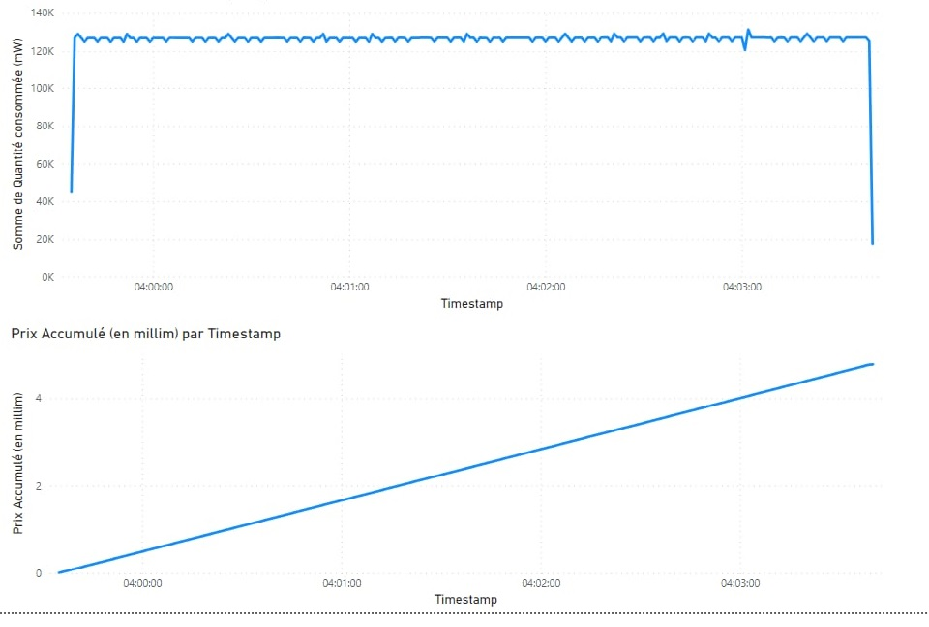 140K
120K
100K
80K
60K
40K
20K
0K
Somme de Quantité consommée (mW)
04:00:00 04:01:00 04:02:00 04:03:00
Timestamp
Prix Accumulé (en millim) par Timestamp
4
2
0
Prix Accumulé (en millim)
04:00:00 04:01:00 04:02:00 04:03:00
Timestamp